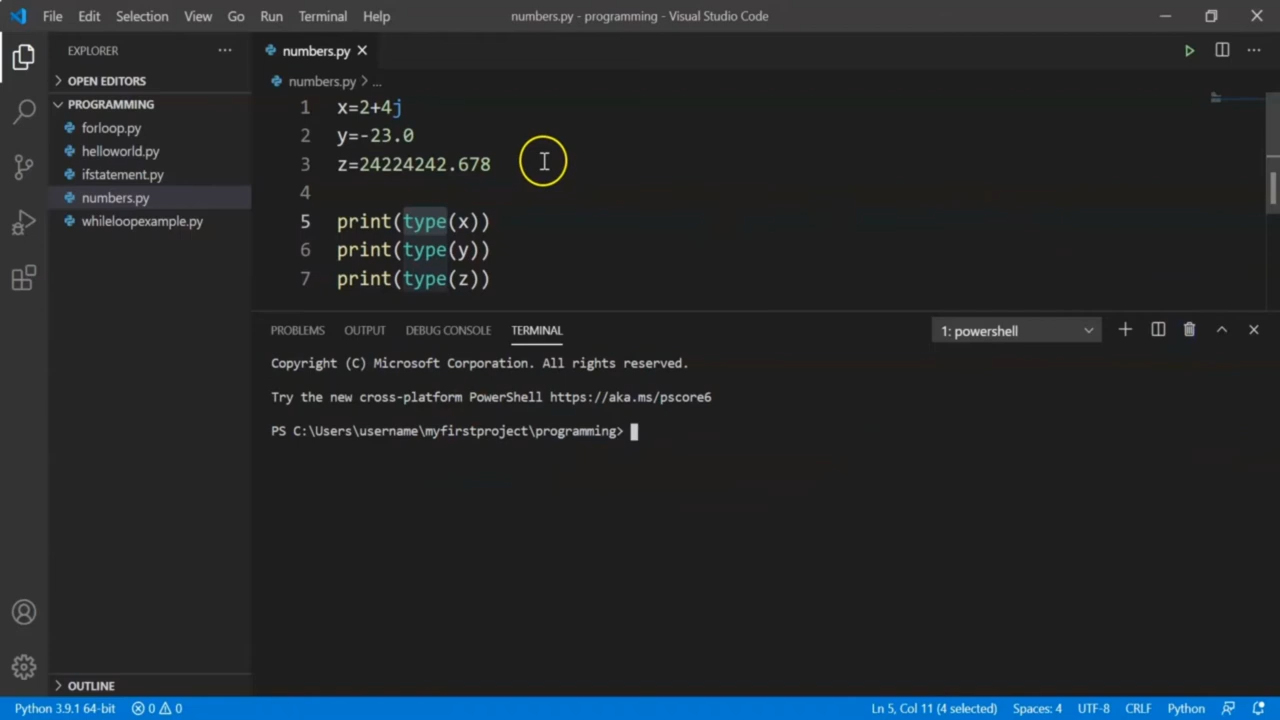 File Edit Selection View Go Run Terminal Help numbers.py - programming - Visual Studio Code
EXPLORER
OPEN EDITORS
PROGRAMMING
forloop.py
helloworld.py
ifstatement.py
numbers.py
whileloopexample.py
OUTLINE
numbers.py
numbers.py > ...
1 x=2+4j
2 y=-23.0
3 z=24224242.678
4
5 print(type(x))
6 print(type(y))
7 print(type(z))
PROBLEMS OUTPUT DEBUG CONSOLE TERMINAL 1: powershell
Copyright (C) Microsoft Corporation. All rights reserved.
Try the new cross-platform PowerShell https://aka.ms/pscore6
PS C:\Users\username\myfirstproject\programming>
Python 3.9.1 64-bit 0 0 Ln 5, Col 11 (4 selected) Spaces: 4 UTF-8 CRLF Python